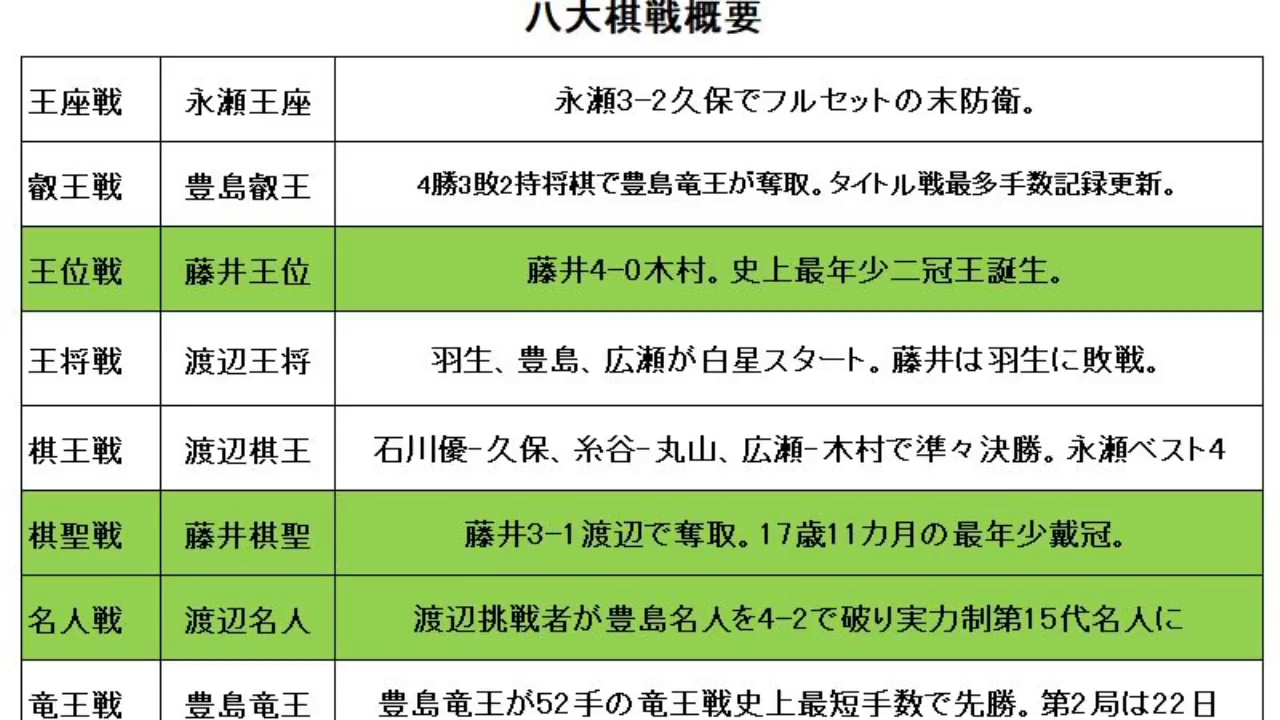 八大棋戦概要
王座戦 永瀬王座 永瀬3-2久保でフルセットの末防衛。
叡王戦 豊島叡王 4勝3敗2持将棋で豊島竜王が奪取。タイトル戦最多手数記録更新。
王位戦 藤井王位 藤井4-0木村。史上最年少二冠王誕生。
王将戦 渡辺王将 羽生、豊島、広瀬が白星スタート。藤井は羽生に敗戦。
棋王戦 渡辺棋王 石川優-久保、糸谷-丸山、広瀬-木村で準々決勝。永瀬ベスト4
棋聖戦 藤井棋聖 藤井3-1渡辺で奪取。17歳11カ月の最年少戴冠。
名人戦 渡辺名人 渡辺挑戦者が豊島名人を4-2で破り実力制第15代名人に
竜王戦 豊島竜王 豊島竜王が52手の竜王戦史上最短手数で先勝。第2局は22日